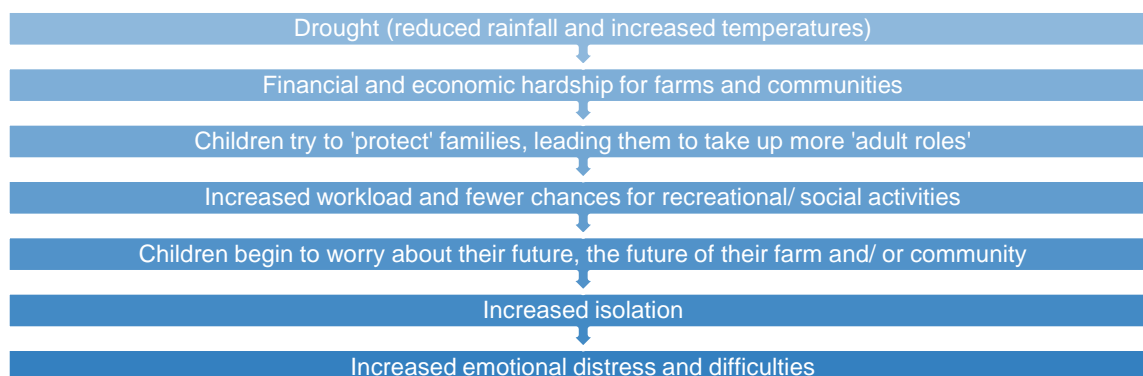 Drought (reduced rainfall and increased temperatures)
Financial and economic hardship for farms and communities
Children try to 'protect' families, leading them to take up more 'adult roles'
Increased workload and fewer chances for recreational/ social activities
Children begin to worry about their future, the future of their farm and/ or community
Increased isolation
Increased emotional distress and difficulties